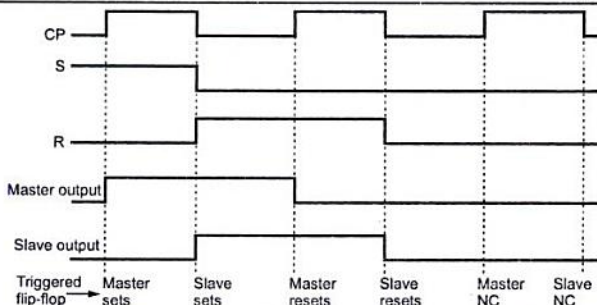 CP
S
R
Master output
Slave output
Triggered Master Slave Master Slave Master Slave
flip-flop sets sets resets resets NC NC